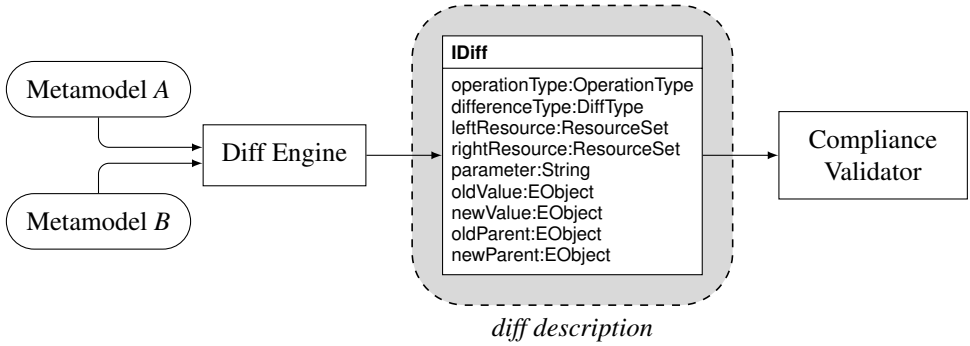 Metamodel A
Metamodel B
Diff Engine
IDiff
operationType:OperationType
differenceType:DiffType
leftResource:ResourceSet
rightResource:ResourceSet
parameter:String
oldValue:EObject
newValue:EObject
oldParent:EObject
newParent:EObject
diff description
Compliance
Validator